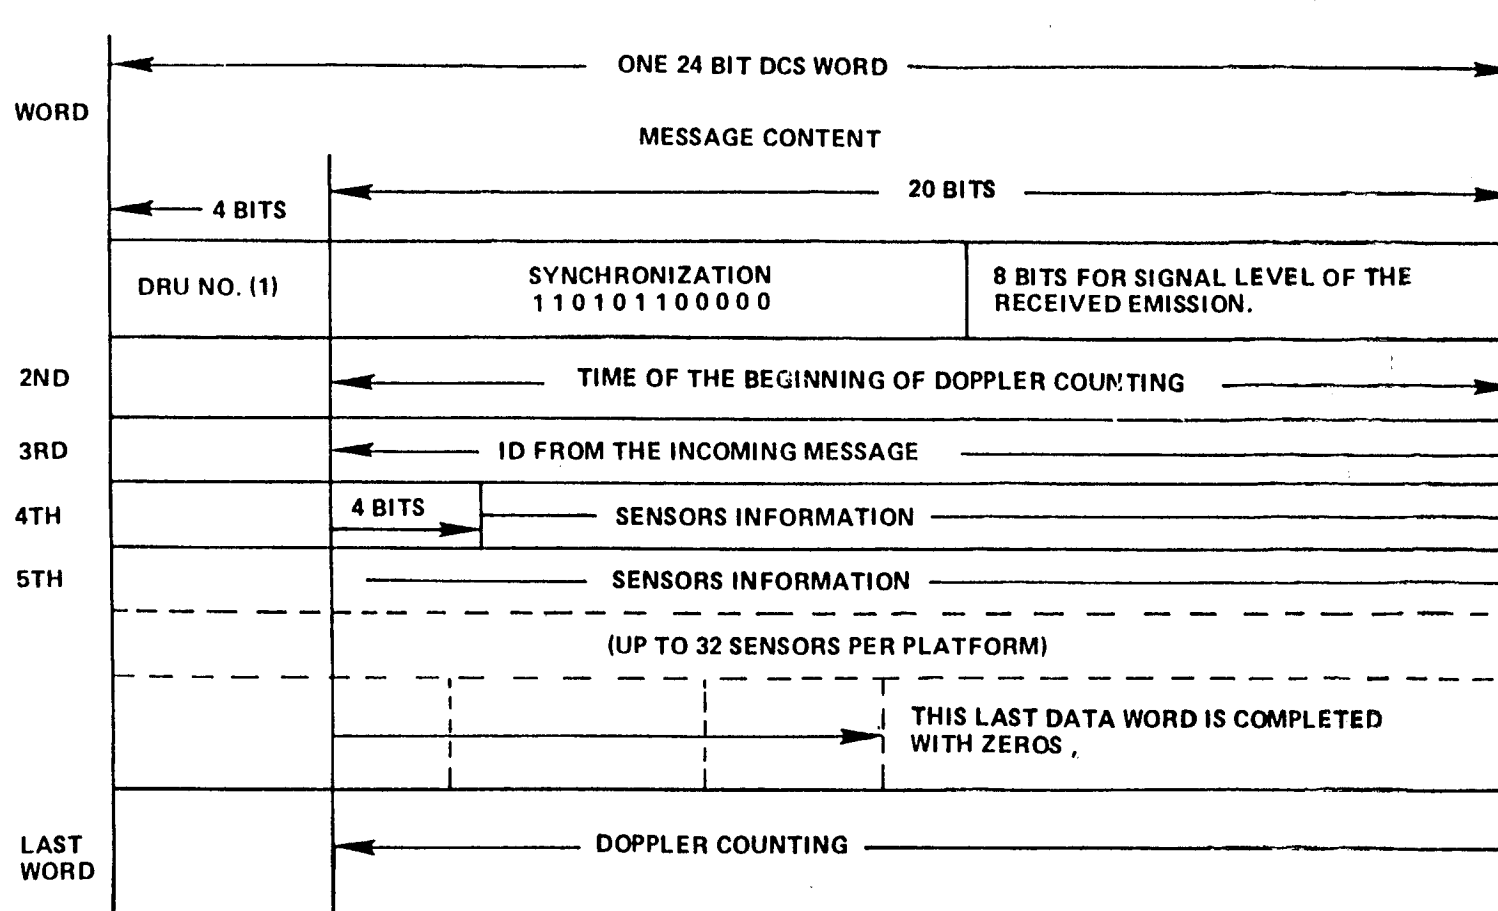 ONE 24 BIT DCS WORD
WORD
MESSAGE CONTENT
20 BITS
4 BITS
DRU NO. (1)
SYNCHRONIZATION
110101100000
8 BITS FOR SIGNAL LEVEL OF THE
RECEIVED EMISSION.
2ND
TIME OF THE BEGINNING OF DOPPLER COUNTING
3RD
ID FROM THE INCOMING MESSAGE
4TH
4 BITS
SENSORS INFORMATION
5TH
SENSORS INFORMATION
(UP TO 32 SENSORS PER PLATFORM)
THIS LAST DATA WORD IS COMPLETED
WITH ZEROS ,
LAST
WORD
DOPPLER COUNTING